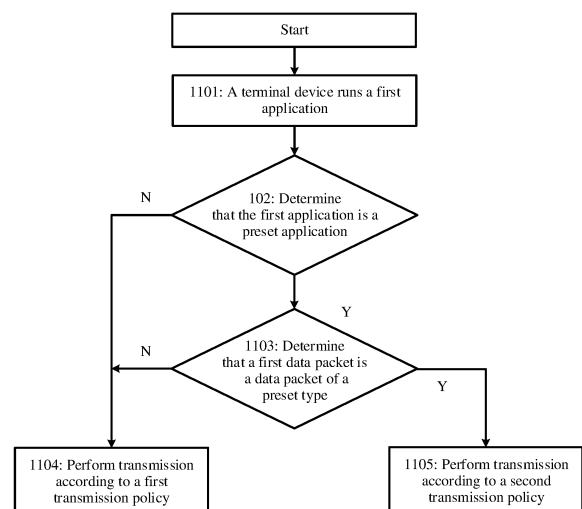 Start
1101: A terminal device runs a first
application
102: Determine
that the first application is a
preset application
N
Y
1103: Determine
that a first data packet is
a data packet of a
preset type
N
Y
1104: Perform transmission
according to a first
transmission policy
1105: Perform transmission
according to a second
transmission policy